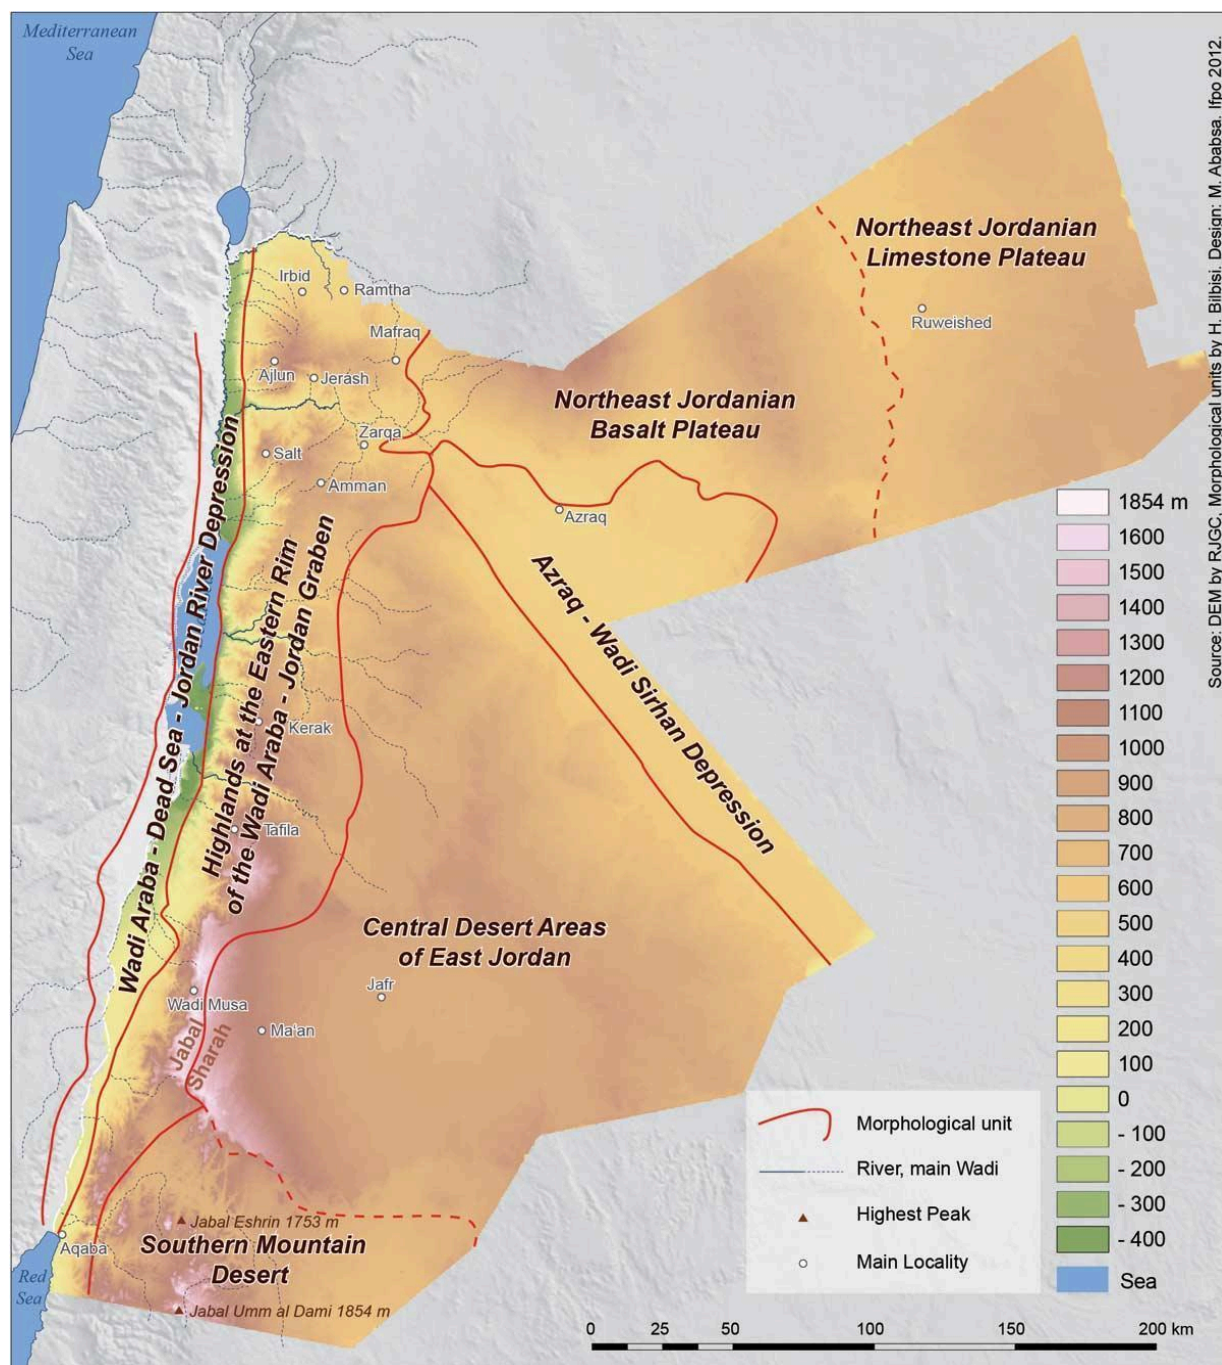 Mediterranean
Sea
Northeast Jordanian
Limestone Plateau
Irbid
Ramtha
Ruweished
Mafraq
Ajlun
Jerash
Northeast Jordanian
Basalt Plateau
Zarqa
Salt
Amman
Azraq
Wadi Araba - Dead Sea - Jordan River Depression
Highlands at the Eastern Rim
of the Wadi Araba - Jordan Graben
Azraq - Wadi Sirhan Depression
Kerak
Tafila
Central Desert Areas
of East Jordan
Jafr
Wadi Musa
Ma'an
Jabal
Sharah
Jabal Eshrin 1753 m
Southern Mountain
Desert
Aqaba
Red
Sea
Jabal Umm al Dami 1854 m
Source: DEM by RJGC, Morphological units by H. Bilbisi. Design: M. Ababsa, Ifpo 2012.
1854 m
1600
1500
1400
1300
1200
1100
1000
900
800
700
600
500
400
300
200
100
0
- 100
- 200
- 300
- 400
Sea
Morphological unit
River, main Wadi
Highest Peak
Main Locality
0 25 50 100 150 200 km